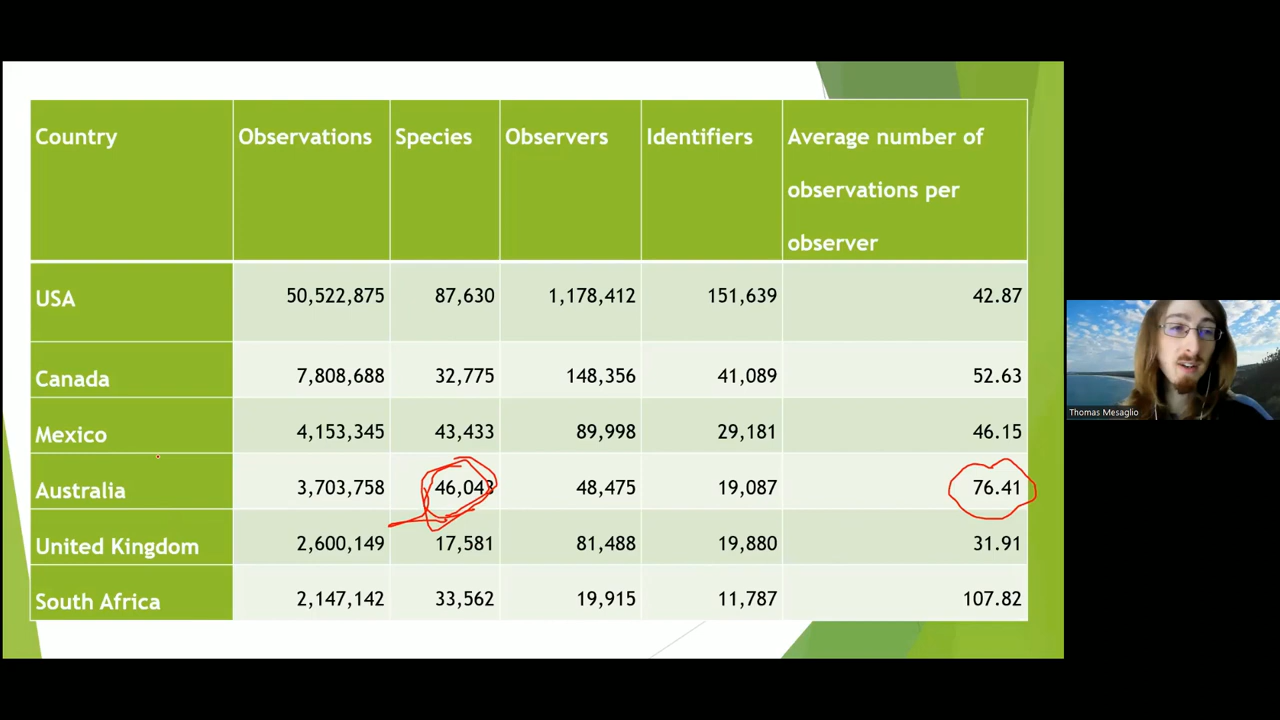 Country Observations Species Observers Identifiers Average number of
observations per
observer
USA 50,522,875 87,630 1,178,412 151,639 42.87
Canada 7,808,688 32,775 148,356 41,089 52.63
Mexico 4,153,345 43,433 89,998 29,181 46.15
Australia 3,703,758 46,043 48,475 19,087 76.41
United Kingdom 2,600,149 17,581 81,488 19,880 31.91
South Africa 2,147,142 33,562 19,915 11,787 107.82
Thomas Mesaglio